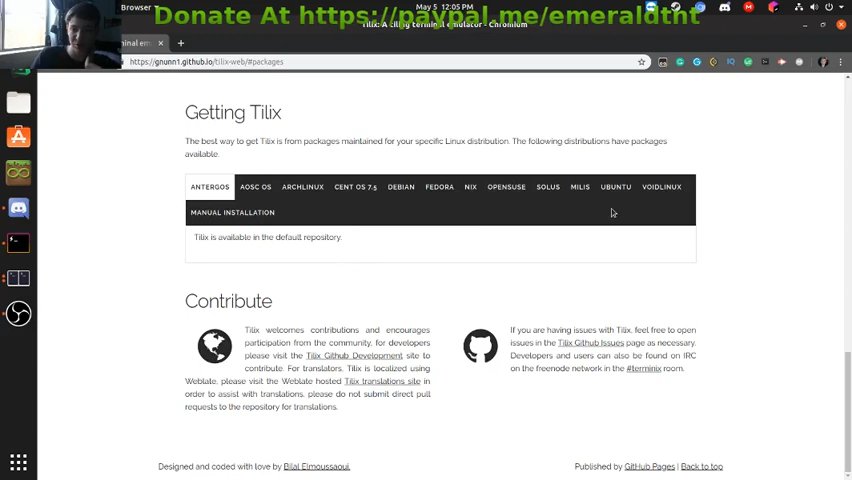 Donate At https://paypal.me/emeraldtnt
Browser
May 5 12:05 PM
Tilix: A tiling terminal emulator - Chromium
minal em
https://gnunn1.github.io/tilix-web/#packages
Getting Tilix
The best way to get Tilix is from packages maintained for your specific Linux distribution. The following distributions have packages
available.
ANTERGOS AOSC OS ARCHLINUX CENT OS 7.5 DEBIAN FEDORA NIX OPENSUSE SOLUS MILIS UBUNTU VOIDLINUX
MANUAL INSTALLATION
Tilix is available in the default repository.
Contribute
Tilix welcomes contributions and encourages
participation from the community, for developers
please visit the Tilix Github Development site to
contribute. For translators, Tilix is localized using
Weblate, please visit the Weblate hosted Tilix translations site in
order to assist with translations, please do not submit direct pull
requests to the repository for translations.
If you are having issues with Tilix, feel free to open
issues in the Tilix Github Issues page as necessary.
Developers and users can also be found on IRC
on the freenode network in the #terminix room.
Designed and coded with love by Bilal Elmoussaoui.
Published by GitHub Pages | Back to top